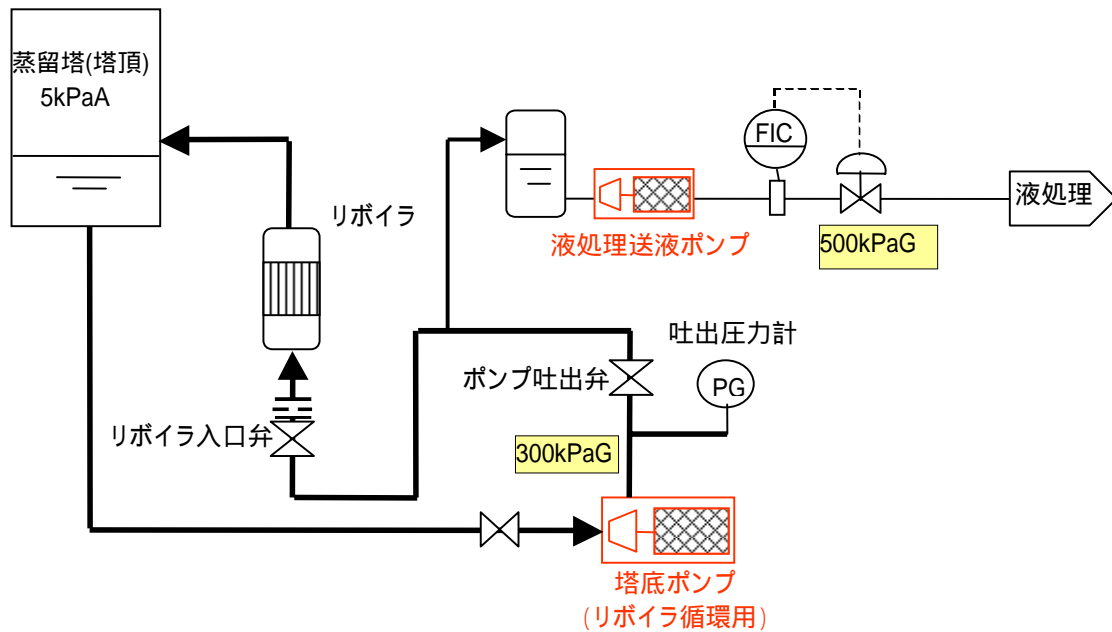 蒸留塔(塔頂)
5kPaA
リボイラ
FIC
液処理
液処理送液ポンプ
500kPaG
吐出圧力計
ポンプ吐出弁
PG
リボイラ入口弁
300kPaG
塔底ポンプ
(リボイラ循環用)